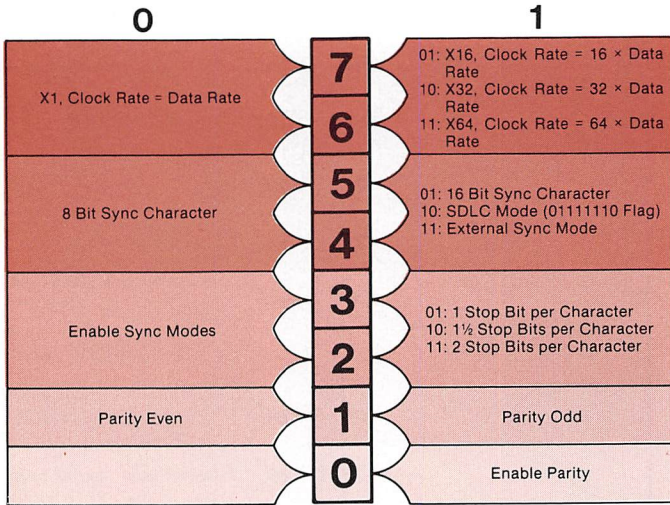 0
1
X1, Clock Rate = Data Rate
7
6
01: X16, Clock Rate = 16 × Data
Rate
10: X32, Clock Rate = 32 × Data
Rate
11: X64, Clock Rate = 64 × Data
Rate
8 Bit Sync Character
5
4
01: 16 Bit Sync Character
10: SDLC Mode (01111110 Flag)
11: External Sync Mode
Enable Sync Modes
3
2
01: 1 Stop Bit per Character
10: 1½ Stop Bits per Character
11: 2 Stop Bits per Character
Parity Even
1
Parity Odd
0
Enable Parity